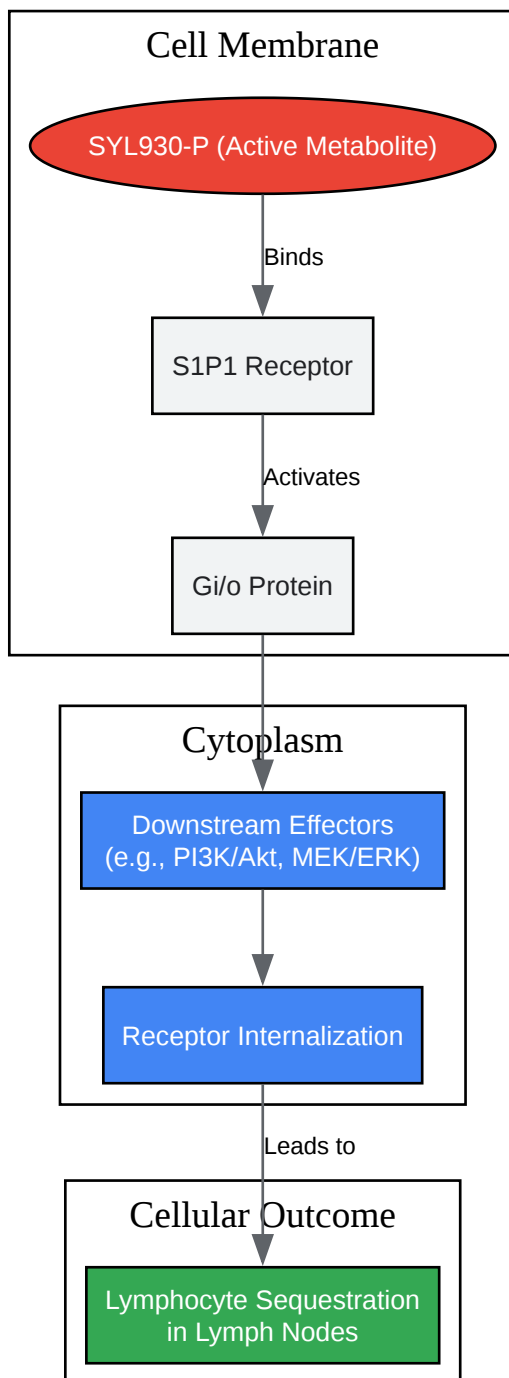 Cell Membrane
SYL930-P (Active Metabolite)
Binds
S1P1 Receptor
Activates
Gi/o Protein
Cytoplasm
Downstream Effectors
(e.g., PI3K/Akt, MEK/ERK)
Receptor Internalization
Leads to
Cellular Outcome
Lymphocyte Sequestration
in Lymph Nodes